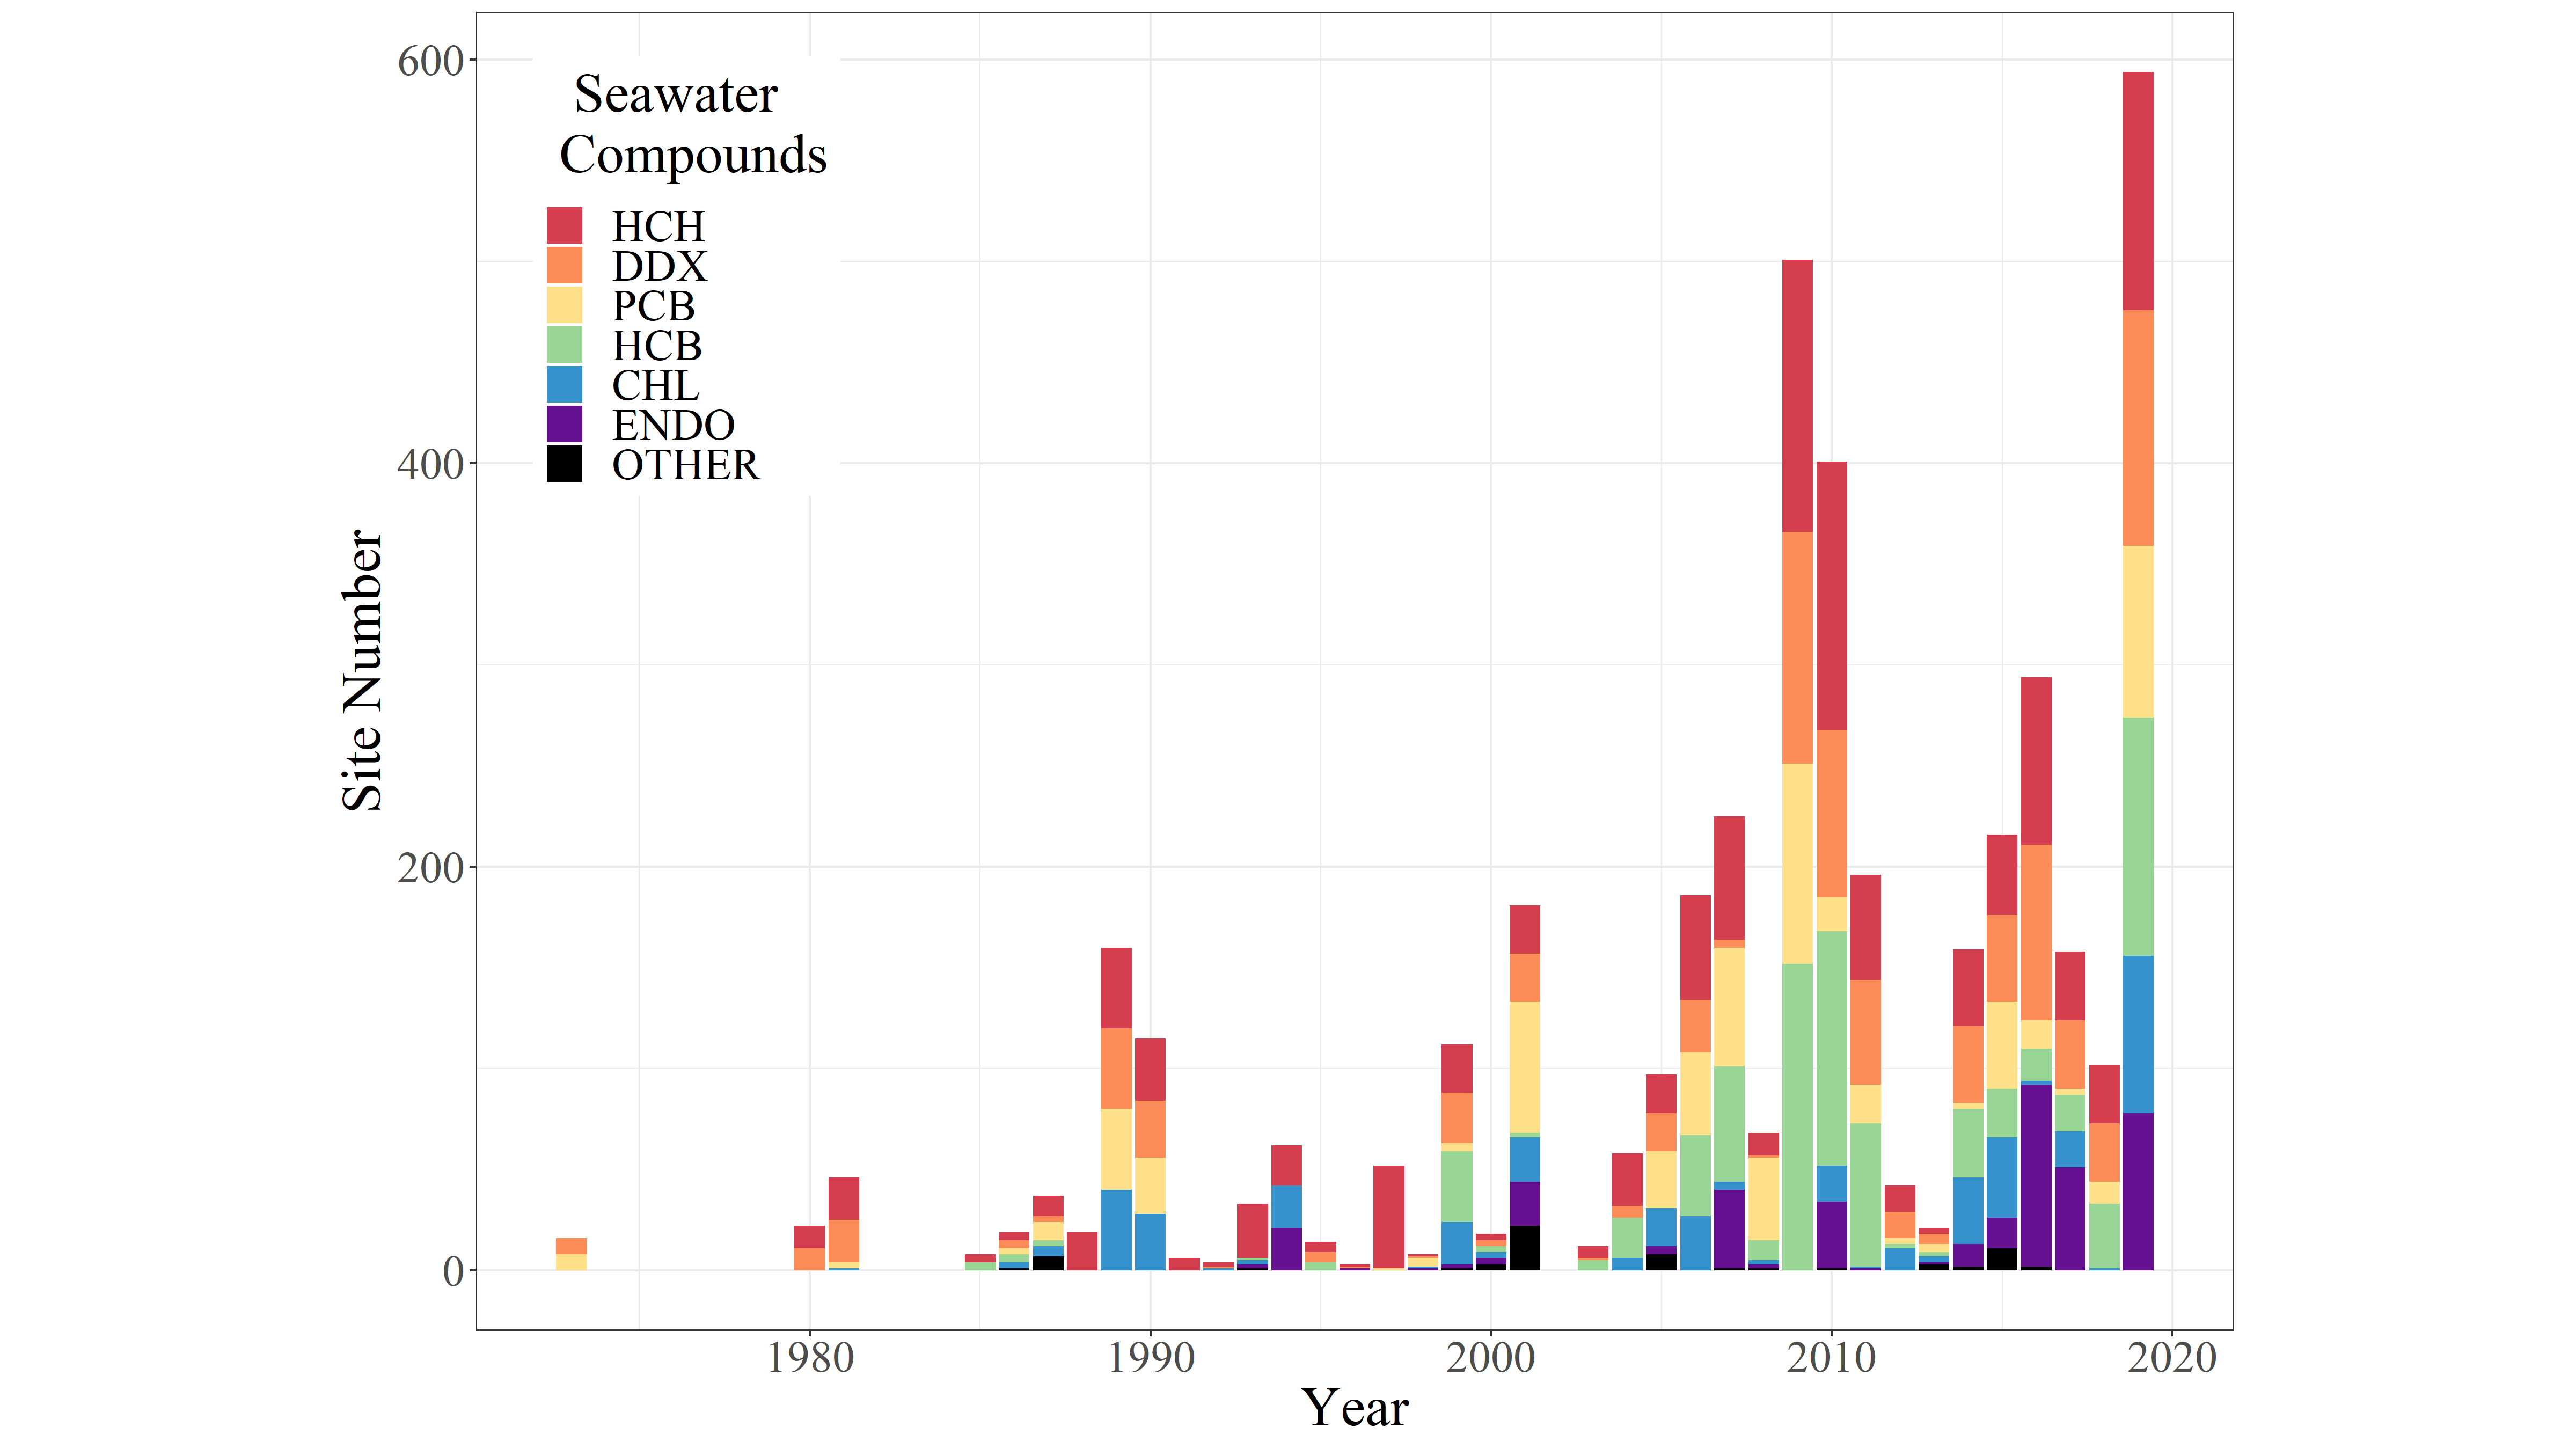 Seawater
Compounds
HCH
DDX
PCB
HCB
CHL
ENDO
OTHER
600
400
200
0
Site Number
1980
1990
2000
2010
2020
Year